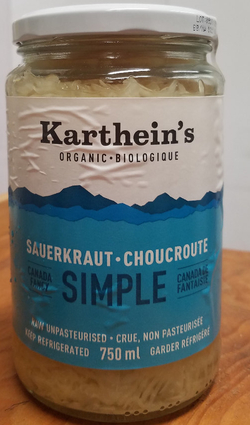 Karthein's
ORGANIC • BIOLOGIQUE
SAUERKRAUT • CHOUCROUTE
CANADA FANCY SIMPLE CANADA DE FANTAISIE
RAW UNPASTEURISED • CRUE, NON PASTEURISÉE
KEEP REFRIGERATED 750 ml GARDER RÉFRIGÉRÉ